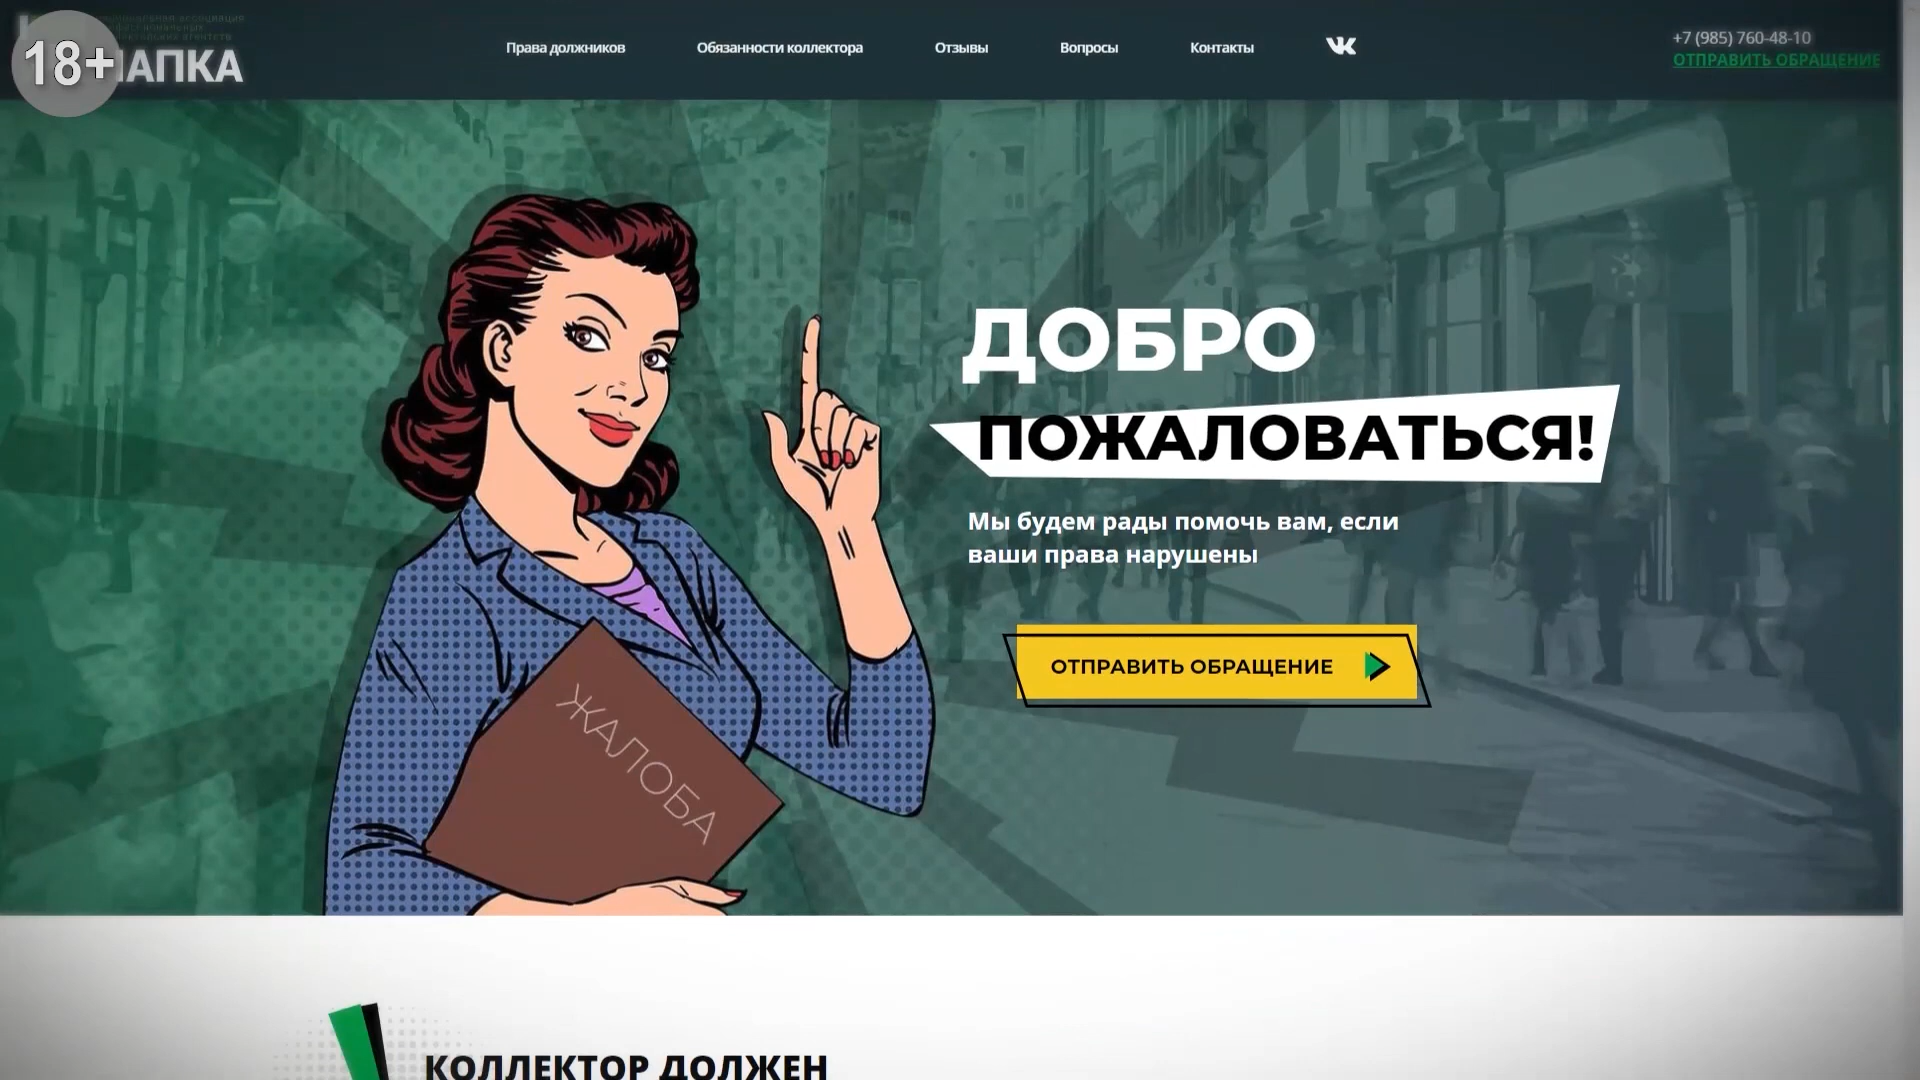 18+
НАПКА
Права должников
Обязанности коллектора
Отзывы
Вопросы
Контакты
+7 (985) 760-48-10
ОТПРАВИТЬ ОБРАЩЕНИЕ
ДОБРО
ПОЖАЛОВАТЬСЯ!
Мы будем рады помочь вам, если
ваши права нарушены
ОТПРАВИТЬ ОБРАЩЕНИЕ
ЖАЛОБА
КОЛЛЕКТОР ДОЛЖЕН